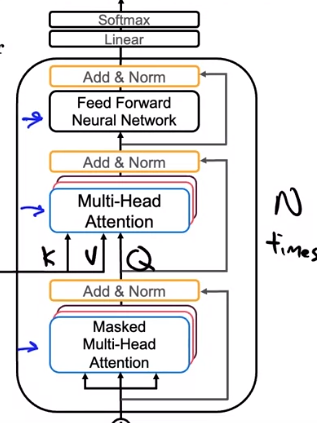 r
Softmax
Linear
Add & Norm
Feed Forward
Neural Network
Add & Norm
Multi-Head
Attention
N
times
K V Q
Add & Norm
Masked
Multi-Head
Attention